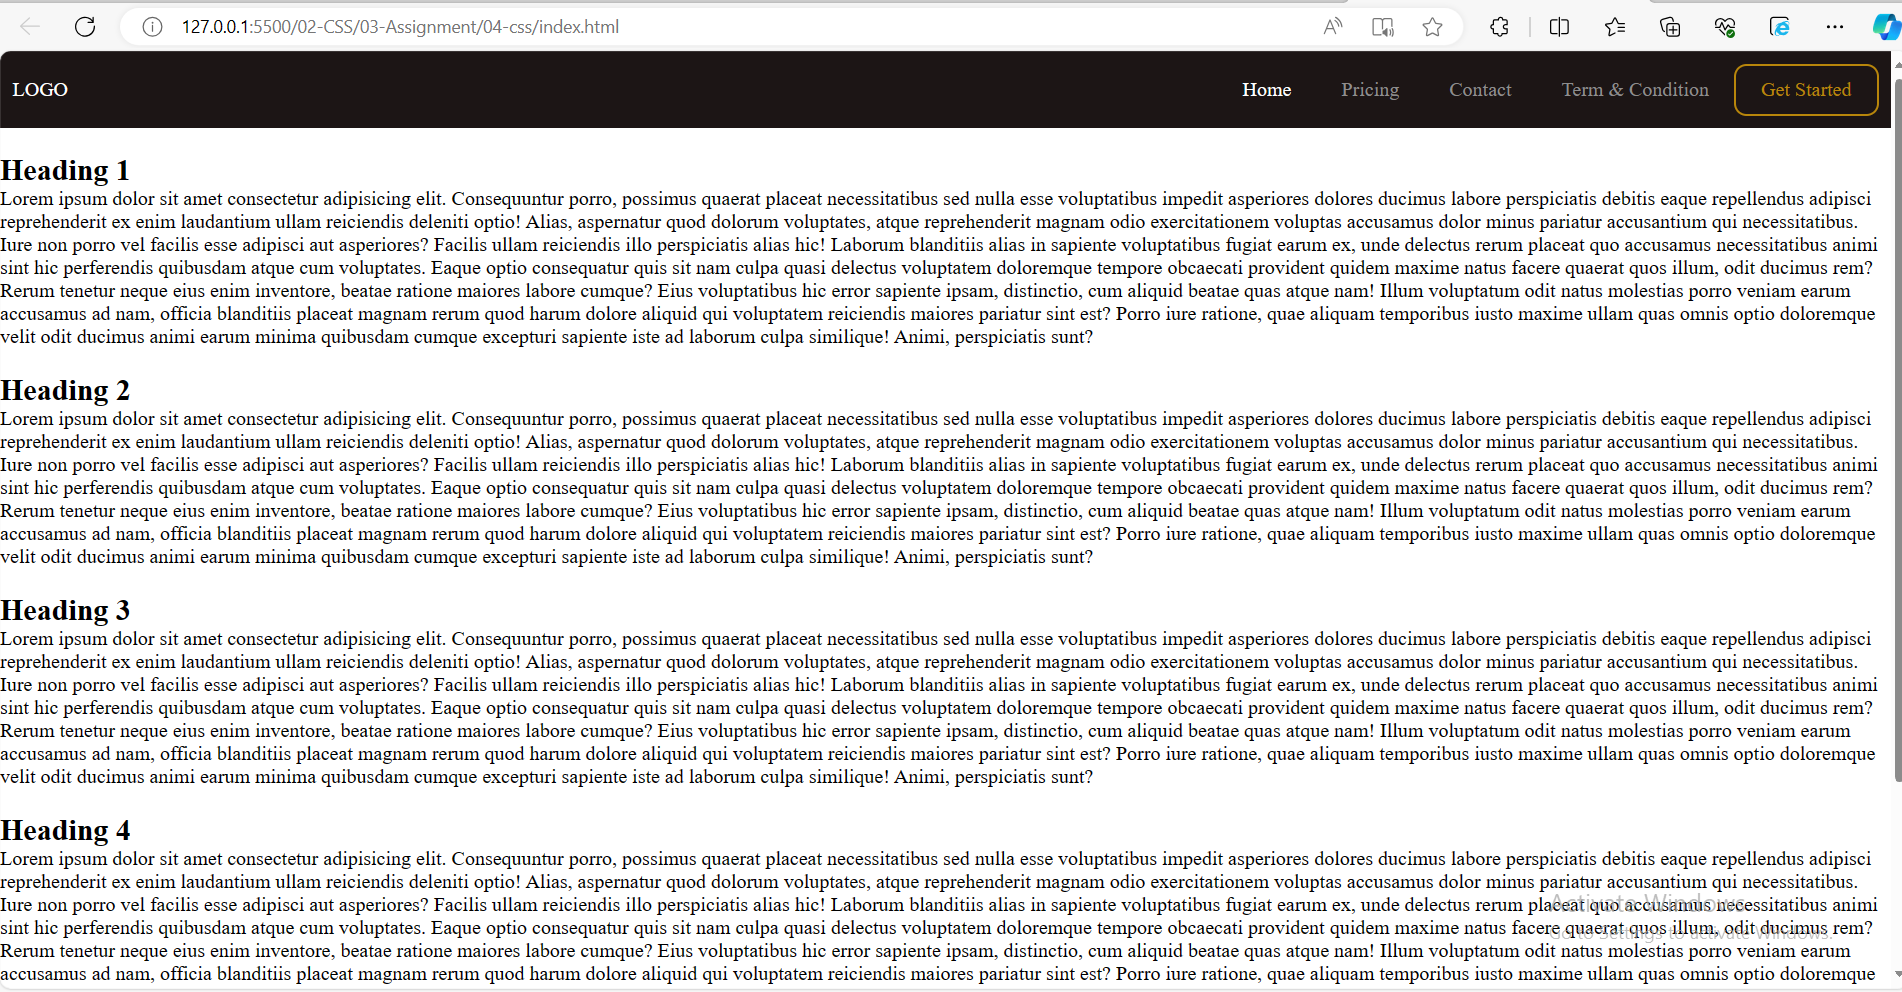 127.0.0.1:5500/02-CSS/03-Assignment/04-css/index.html
LOGO
Home
Pricing
Contact
Term & Condition
Get Started
Heading 1
Lorem ipsum dolor sit amet consectetur adipisicing elit. Consequuntur porro, possimus quaerat placeat necessitatibus sed nulla esse voluptatibus impedit asperiores dolores ducimus labore perspiciatis debitis eaque repellendus adipisci
reprehenderit ex enim laudantium ullam reiciendis deleniti optio! Alias, aspernatur quod dolorum voluptates, atque reprehenderit magnam odio exercitationem voluptas accusamus dolor minus pariatur accusantium qui necessitatibus.
Iure non porro vel facilis esse adipisci aut asperiores? Facilis ullam reiciendis illo perspiciatis alias hic! Laborum blanditiis alias in sapiente voluptatibus fugiat earum ex, unde delectus rerum placeat quo accusamus necessitatibus animi
sint hic perferendis quibusdam atque cum voluptates. Eaque optio consequatur quis sit nam culpa quasi delectus voluptatem doloremque tempore obcaecati provident quidem maxime natus facere quaerat quos illum, odit ducimus rem?
Rerum tenetur neque eius enim inventore, beatae ratione maiores labore cumque? Eius voluptatibus hic error sapiente ipsam, distinctio, cum aliquid beatae quas atque nam! Illum voluptatum odit natus molestias porro veniam earum
accusamus ad nam, officia blanditiis placeat magnam rerum quod harum dolore aliquid qui voluptatem reiciendis maiores pariatur sint est? Porro iure ratione, quae aliquam temporibus iusto maxime ullam quas omnis optio doloremque
velit odit ducimus animi earum minima quibusdam cumque excepturi sapiente iste ad laborum culpa similique! Animi, perspiciatis sunt?
Heading 2
Lorem ipsum dolor sit amet consectetur adipisicing elit. Consequuntur porro, possimus quaerat placeat necessitatibus sed nulla esse voluptatibus impedit asperiores dolores ducimus labore perspiciatis debitis eaque repellendus adipisci
reprehenderit ex enim laudantium ullam reiciendis deleniti optio! Alias, aspernatur quod dolorum voluptates, atque reprehenderit magnam odio exercitationem voluptas accusamus dolor minus pariatur accusantium qui necessitatibus.
Iure non porro vel facilis esse adipisci aut asperiores? Facilis ullam reiciendis illo perspiciatis alias hic! Laborum blanditiis alias in sapiente voluptatibus fugiat earum ex, unde delectus rerum placeat quo accusamus necessitatibus animi
sint hic perferendis quibusdam atque cum voluptates. Eaque optio consequatur quis sit nam culpa quasi delectus voluptatem doloremque tempore obcaecati provident quidem maxime natus facere quaerat quos illum, odit ducimus rem?
Rerum tenetur neque eius enim inventore, beatae ratione maiores labore cumque? Eius voluptatibus hic error sapiente ipsam, distinctio, cum aliquid beatae quas atque nam! Illum voluptatum odit natus molestias porro veniam earum
accusamus ad nam, officia blanditiis placeat magnam rerum quod harum dolore aliquid qui voluptatem reiciendis maiores pariatur sint est? Porro iure ratione, quae aliquam temporibus iusto maxime ullam quas omnis optio doloremque
velit odit ducimus animi earum minima quibusdam cumque excepturi sapiente iste ad laborum culpa similique! Animi, perspiciatis sunt?
Heading 3
Lorem ipsum dolor sit amet consectetur adipisicing elit. Consequuntur porro, possimus quaerat placeat necessitatibus sed nulla esse voluptatibus impedit asperiores dolores ducimus labore perspiciatis debitis eaque repellendus adipisci
reprehenderit ex enim laudantium ullam reiciendis deleniti optio! Alias, aspernatur quod dolorum voluptates, atque reprehenderit magnam odio exercitationem voluptas accusamus dolor minus pariatur accusantium qui necessitatibus.
Iure non porro vel facilis esse adipisci aut asperiores? Facilis ullam reiciendis illo perspiciatis alias hic! Laborum blanditiis alias in sapiente voluptatibus fugiat earum ex, unde delectus rerum placeat quo accusamus necessitatibus animi
sint hic perferendis quibusdam atque cum voluptates. Eaque optio consequatur quis sit nam culpa quasi delectus voluptatem doloremque tempore obcaecati provident quidem maxime natus facere quaerat quos illum, odit ducimus rem?
Rerum tenetur neque eius enim inventore, beatae ratione maiores labore cumque? Eius voluptatibus hic error sapiente ipsam, distinctio, cum aliquid beatae quas atque nam! Illum voluptatum odit natus molestias porro veniam earum
accusamus ad nam, officia blanditiis placeat magnam rerum quod harum dolore aliquid qui voluptatem reiciendis maiores pariatur sint est? Porro iure ratione, quae aliquam temporibus iusto maxime ullam quas omnis optio doloremque
velit odit ducimus animi earum minima quibusdam cumque excepturi sapiente iste ad laborum culpa similique! Animi, perspiciatis sunt?
Heading 4
Lorem ipsum dolor sit amet consectetur adipisicing elit. Consequuntur porro, possimus quaerat placeat necessitatibus sed nulla esse voluptatibus impedit asperiores dolores ducimus labore perspiciatis debitis eaque repellendus adipisci
reprehenderit ex enim laudantium ullam reiciendis deleniti optio! Alias, aspernatur quod dolorum voluptates, atque reprehenderit magnam odio exercitationem voluptas accusamus dolor minus pariatur accusantium qui necessitatibus.
Iure non porro vel facilis esse adipisci aut asperiores? Facilis ullam reiciendis illo perspiciatis alias hic! Laborum blanditiis alias in sapiente voluptatibus fugiat earum ex, unde delectus rerum placeat quo accusamus necessitatibus animi
sint hic perferendis quibusdam atque cum voluptates. Eaque optio consequatur quis sit nam culpa quasi delectus voluptatem doloremque tempore obcaecati provident quidem maxime natus facere quaerat quos illum, odit ducimus rem?
Rerum tenetur neque eius enim inventore, beatae ratione maiores labore cumque? Eius voluptatibus hic error sapiente ipsam, distinctio, cum aliquid beatae quas atque nam! Illum voluptatum odit natus molestias porro veniam earum
accusamus ad nam, officia blanditiis placeat magnam rerum quod harum dolore aliquid qui voluptatem reiciendis maiores pariatur sint est? Porro iure ratione, quae aliquam temporibus iusto maxime ullam quas omnis optio doloremque
Activate Windows
Go to Settings to activate Windows.